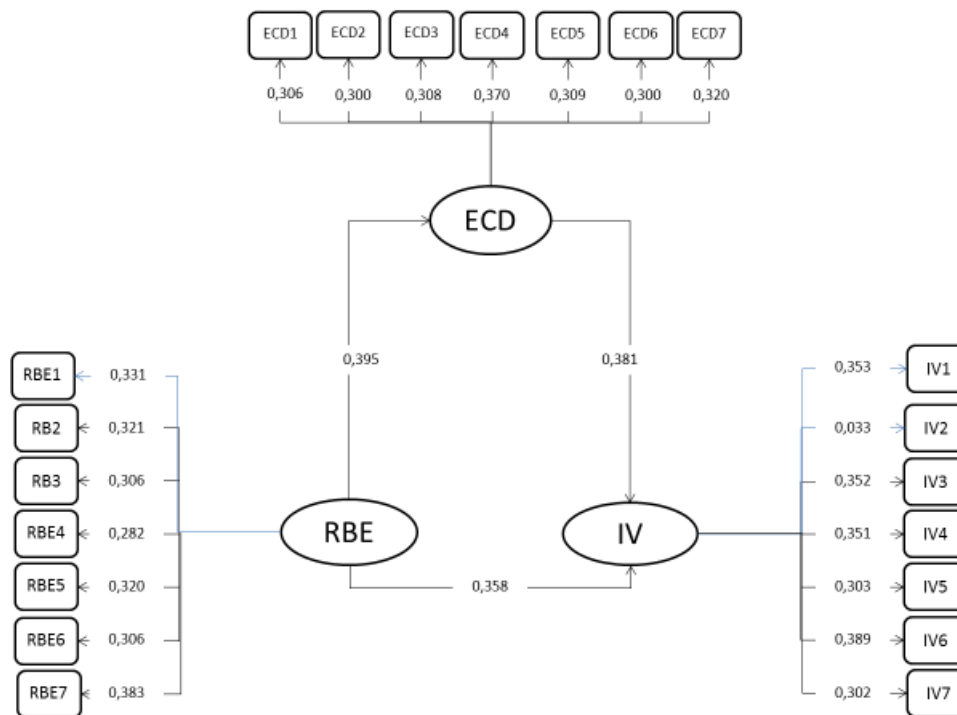 ECD1 ECD2 ECD3 ECD4 ECD5 ECD6 ECD7
0,306 0,300 0,308 0,370 0,309 0,300 0,320
ECD
0,395 0,381
RBE1 0,331
RB2 0,321
RB3 0,306
RBE4 0,282
RBE5 0,320
RBE6 0,306
RBE7 0,383
RBE
IV
0,358
0,353 IV1
0,033 IV2
0,352 IV3
0,351 IV4
0,303 IV5
0,389 IV6
0,302 IV7